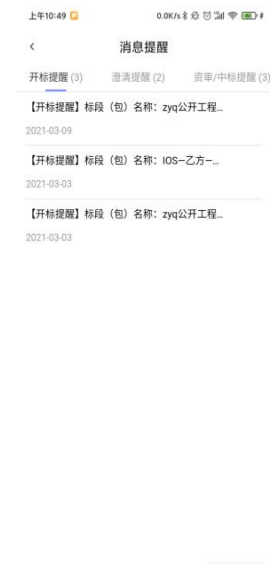 上午10:49
0.0K/s
消息提醒
开标提醒 (3) 澄清提醒 (2) 资审/中标提醒 (3)
【开标提醒】标段（包）名称：zyq公开工程...
2021-03-09
【开标提醒】标段（包）名称：IOS—乙方—...
2021-03-03
【开标提醒】标段（包）名称：zyq公开工程...
2021-03-03